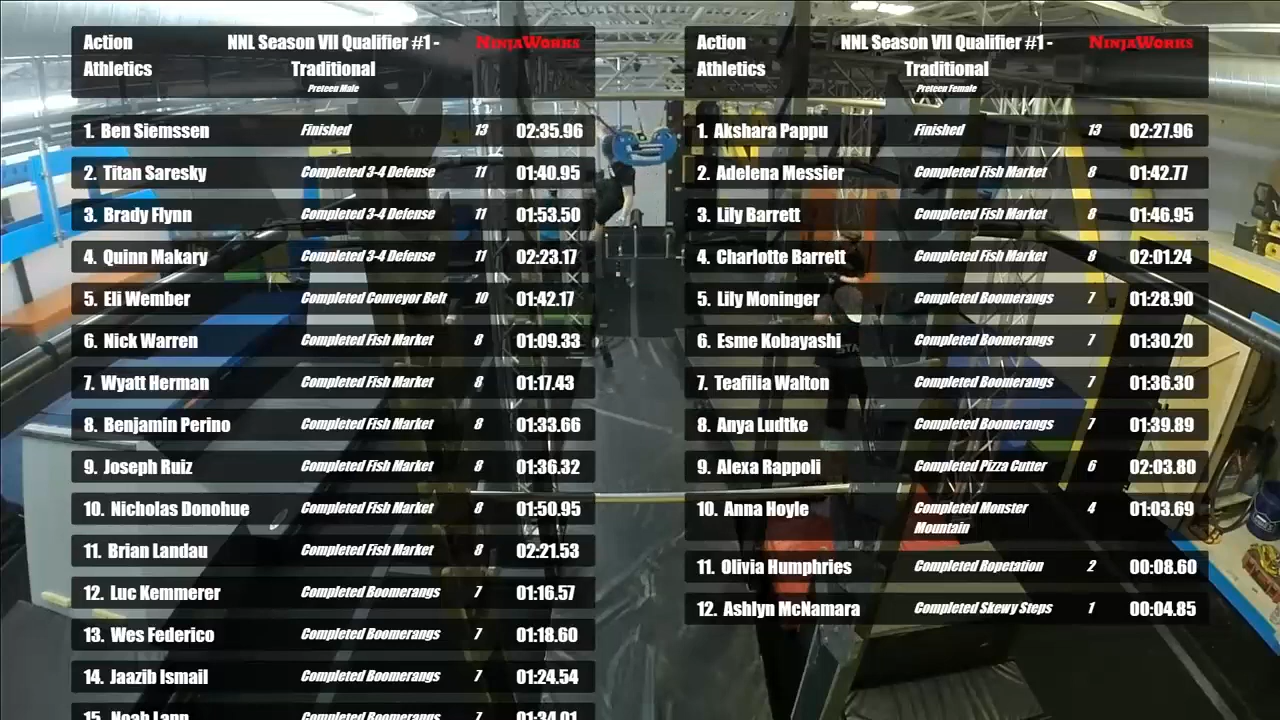 Action Athletics
NNL Season VII Qualifier #1 - Traditional
Preteen Male
NINJAWORKS
1. Ben Siemssen Finished 13 02:35.96
2. Titan Saresky Completed 3-4 Defense 11 01:40.95
3. Brady Flynn Completed 3-4 Defense 11 01:53.50
4. Quinn Makary Completed 3-4 Defense 11 02:23.17
5. Eli Wember Completed Conveyor Belt 10 01:42.17
6. Nick Warren Completed Fish Market 8 01:09.33
7. Wyatt Herman Completed Fish Market 8 01:17.43
8. Benjamin Perino Completed Fish Market 8 01:33.66
9. Joseph Ruiz Completed Fish Market 8 01:36.32
10. Nicholas Donohue Completed Fish Market 8 01:50.95
11. Brian Landau Completed Fish Market 8 02:21.53
12. Luc Kemmerer Completed Boomerangs 7 01:16.57
13. Wes Federico Completed Boomerangs 7 01:18.60
14. Jaazib Ismail Completed Boomerangs 7 01:24.54
15. Noah Lapp Completed Boomerangs 7 01:34.01
Action Athletics
NNL Season VII Qualifier #1 - Traditional
Preteen Female
NINJAWORKS
1. Akshara Pappu Finished 13 02:27.96
2. Adelena Messier Completed Fish Market 8 01:42.77
3. Lily Barrett Completed Fish Market 8 01:46.95
4. Charlotte Barrett Completed Fish Market 8 02:01.24
5. Lily Moninger Completed Boomerangs 7 01:28.90
6. Esme Kobayashi Completed Boomerangs 7 01:30.20
7. Teafilia Walton Completed Boomerangs 7 01:36.30
8. Anya Ludtke Completed Boomerangs 7 01:39.89
9. Alexa Rappoli Completed Pizza Cutter 6 02:03.80
10. Anna Hoyle Completed Monster Mountain 4 01:03.69
11. Olivia Humphries Completed Ropetation 2 00:08.60
12. Ashlyn McNamara Completed Skewy Steps 1 00:04.85